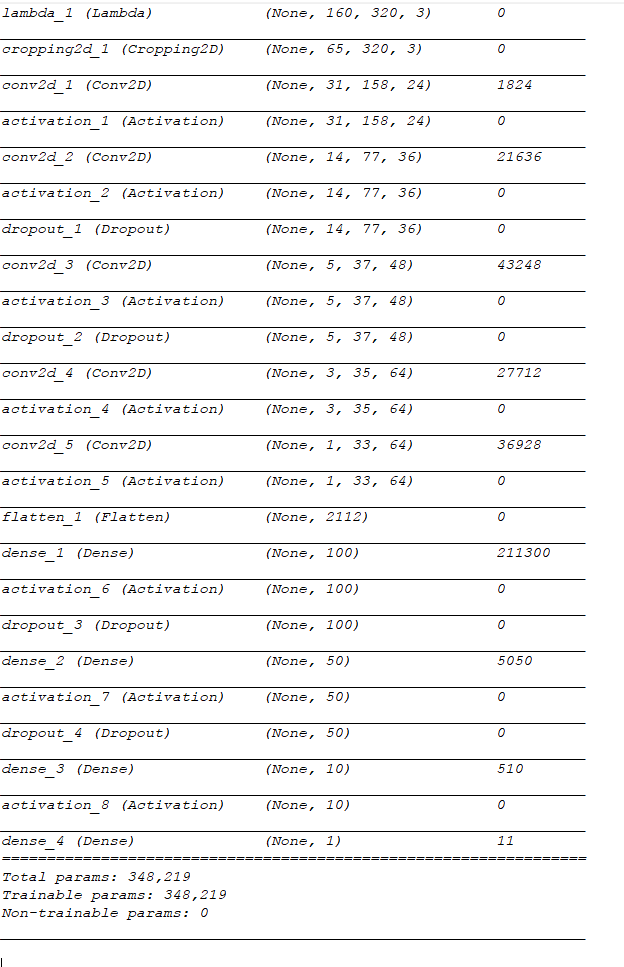 lambda_1 (Lambda) (None, 160, 320, 3) 0
cropping2d_1 (Cropping2D) (None, 65, 320, 3) 0
conv2d_1 (Conv2D) (None, 31, 158, 24) 1824
activation_1 (Activation) (None, 31, 158, 24) 0
conv2d_2 (Conv2D) (None, 14, 77, 36) 21636
activation_2 (Activation) (None, 14, 77, 36) 0
dropout_1 (Dropout) (None, 14, 77, 36) 0
conv2d_3 (Conv2D) (None, 5, 37, 48) 43248
activation_3 (Activation) (None, 5, 37, 48) 0
dropout_2 (Dropout) (None, 5, 37, 48) 0
conv2d_4 (Conv2D) (None, 3, 35, 64) 27712
activation_4 (Activation) (None, 3, 35, 64) 0
conv2d_5 (Conv2D) (None, 1, 33, 64) 36928
activation_5 (Activation) (None, 1, 33, 64) 0
flatten_1 (Flatten) (None, 2112) 0
dense_1 (Dense) (None, 100) 211300
activation_6 (Activation) (None, 100) 0
dropout_3 (Dropout) (None, 100) 0
dense_2 (Dense) (None, 50) 5050
activation_7 (Activation) (None, 50) 0
dropout_4 (Dropout) (None, 50) 0
dense_3 (Dense) (None, 10) 510
activation_8 (Activation) (None, 10) 0
dense_4 (Dense) (None, 1) 11
Total params: 348,219
Trainable params: 348,219
Non-trainable params: 0